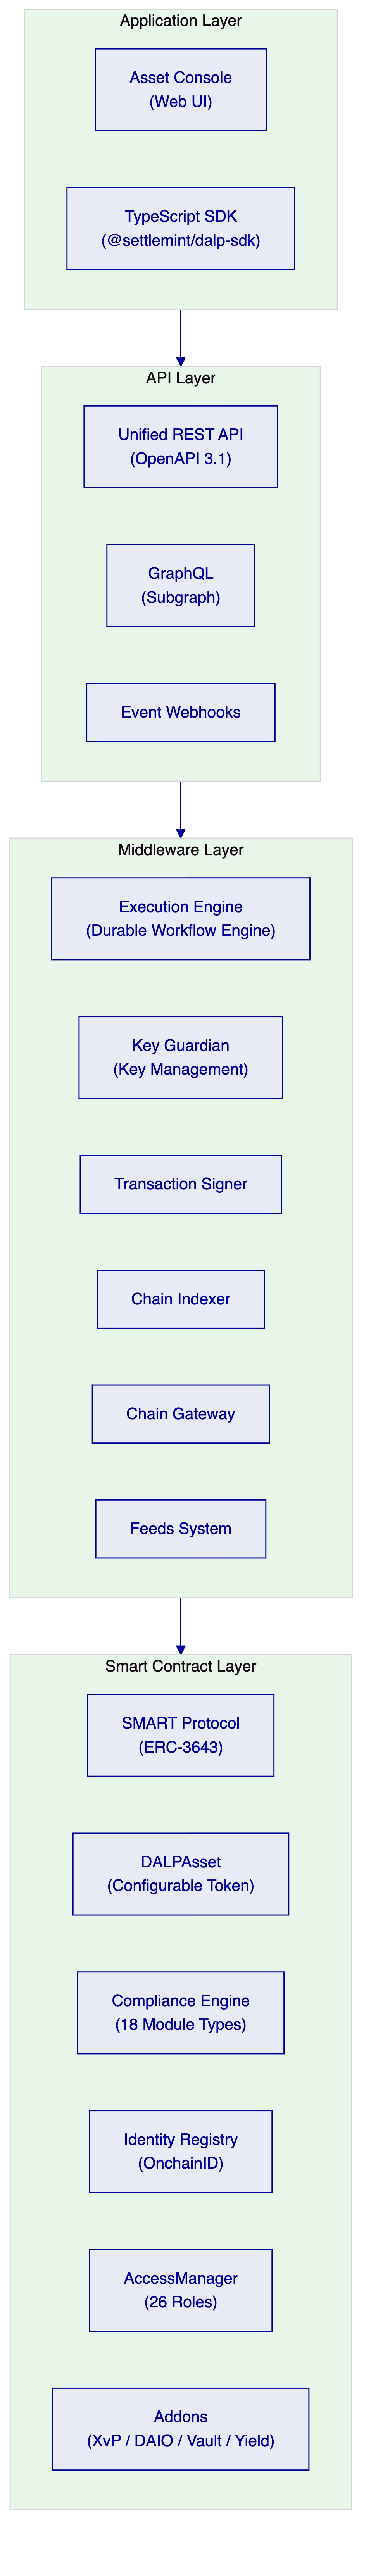 Application Layer
Asset Console
(Web UI)
TypeScript SDK
(@settlemint/dalp-sdk)
API Layer
Unified REST API
(OpenAPI 3.1)
GraphQL
(Subgraph)
Event Webhooks
Middleware Layer
Execution Engine
(Durable Workflow Engine)
Key Guardian
(Key Management)
Transaction Signer
Chain Indexer
Chain Gateway
Feeds System
Smart Contract Layer
SMART Protocol
(ERC-3643)
DALPAsset
(Configurable Token)
Compliance Engine
(18 Module Types)
Identity Registry
(OnchainID)
AccessManager
(26 Roles)
Addons
(XvP / DAIO / Vault / Yield)